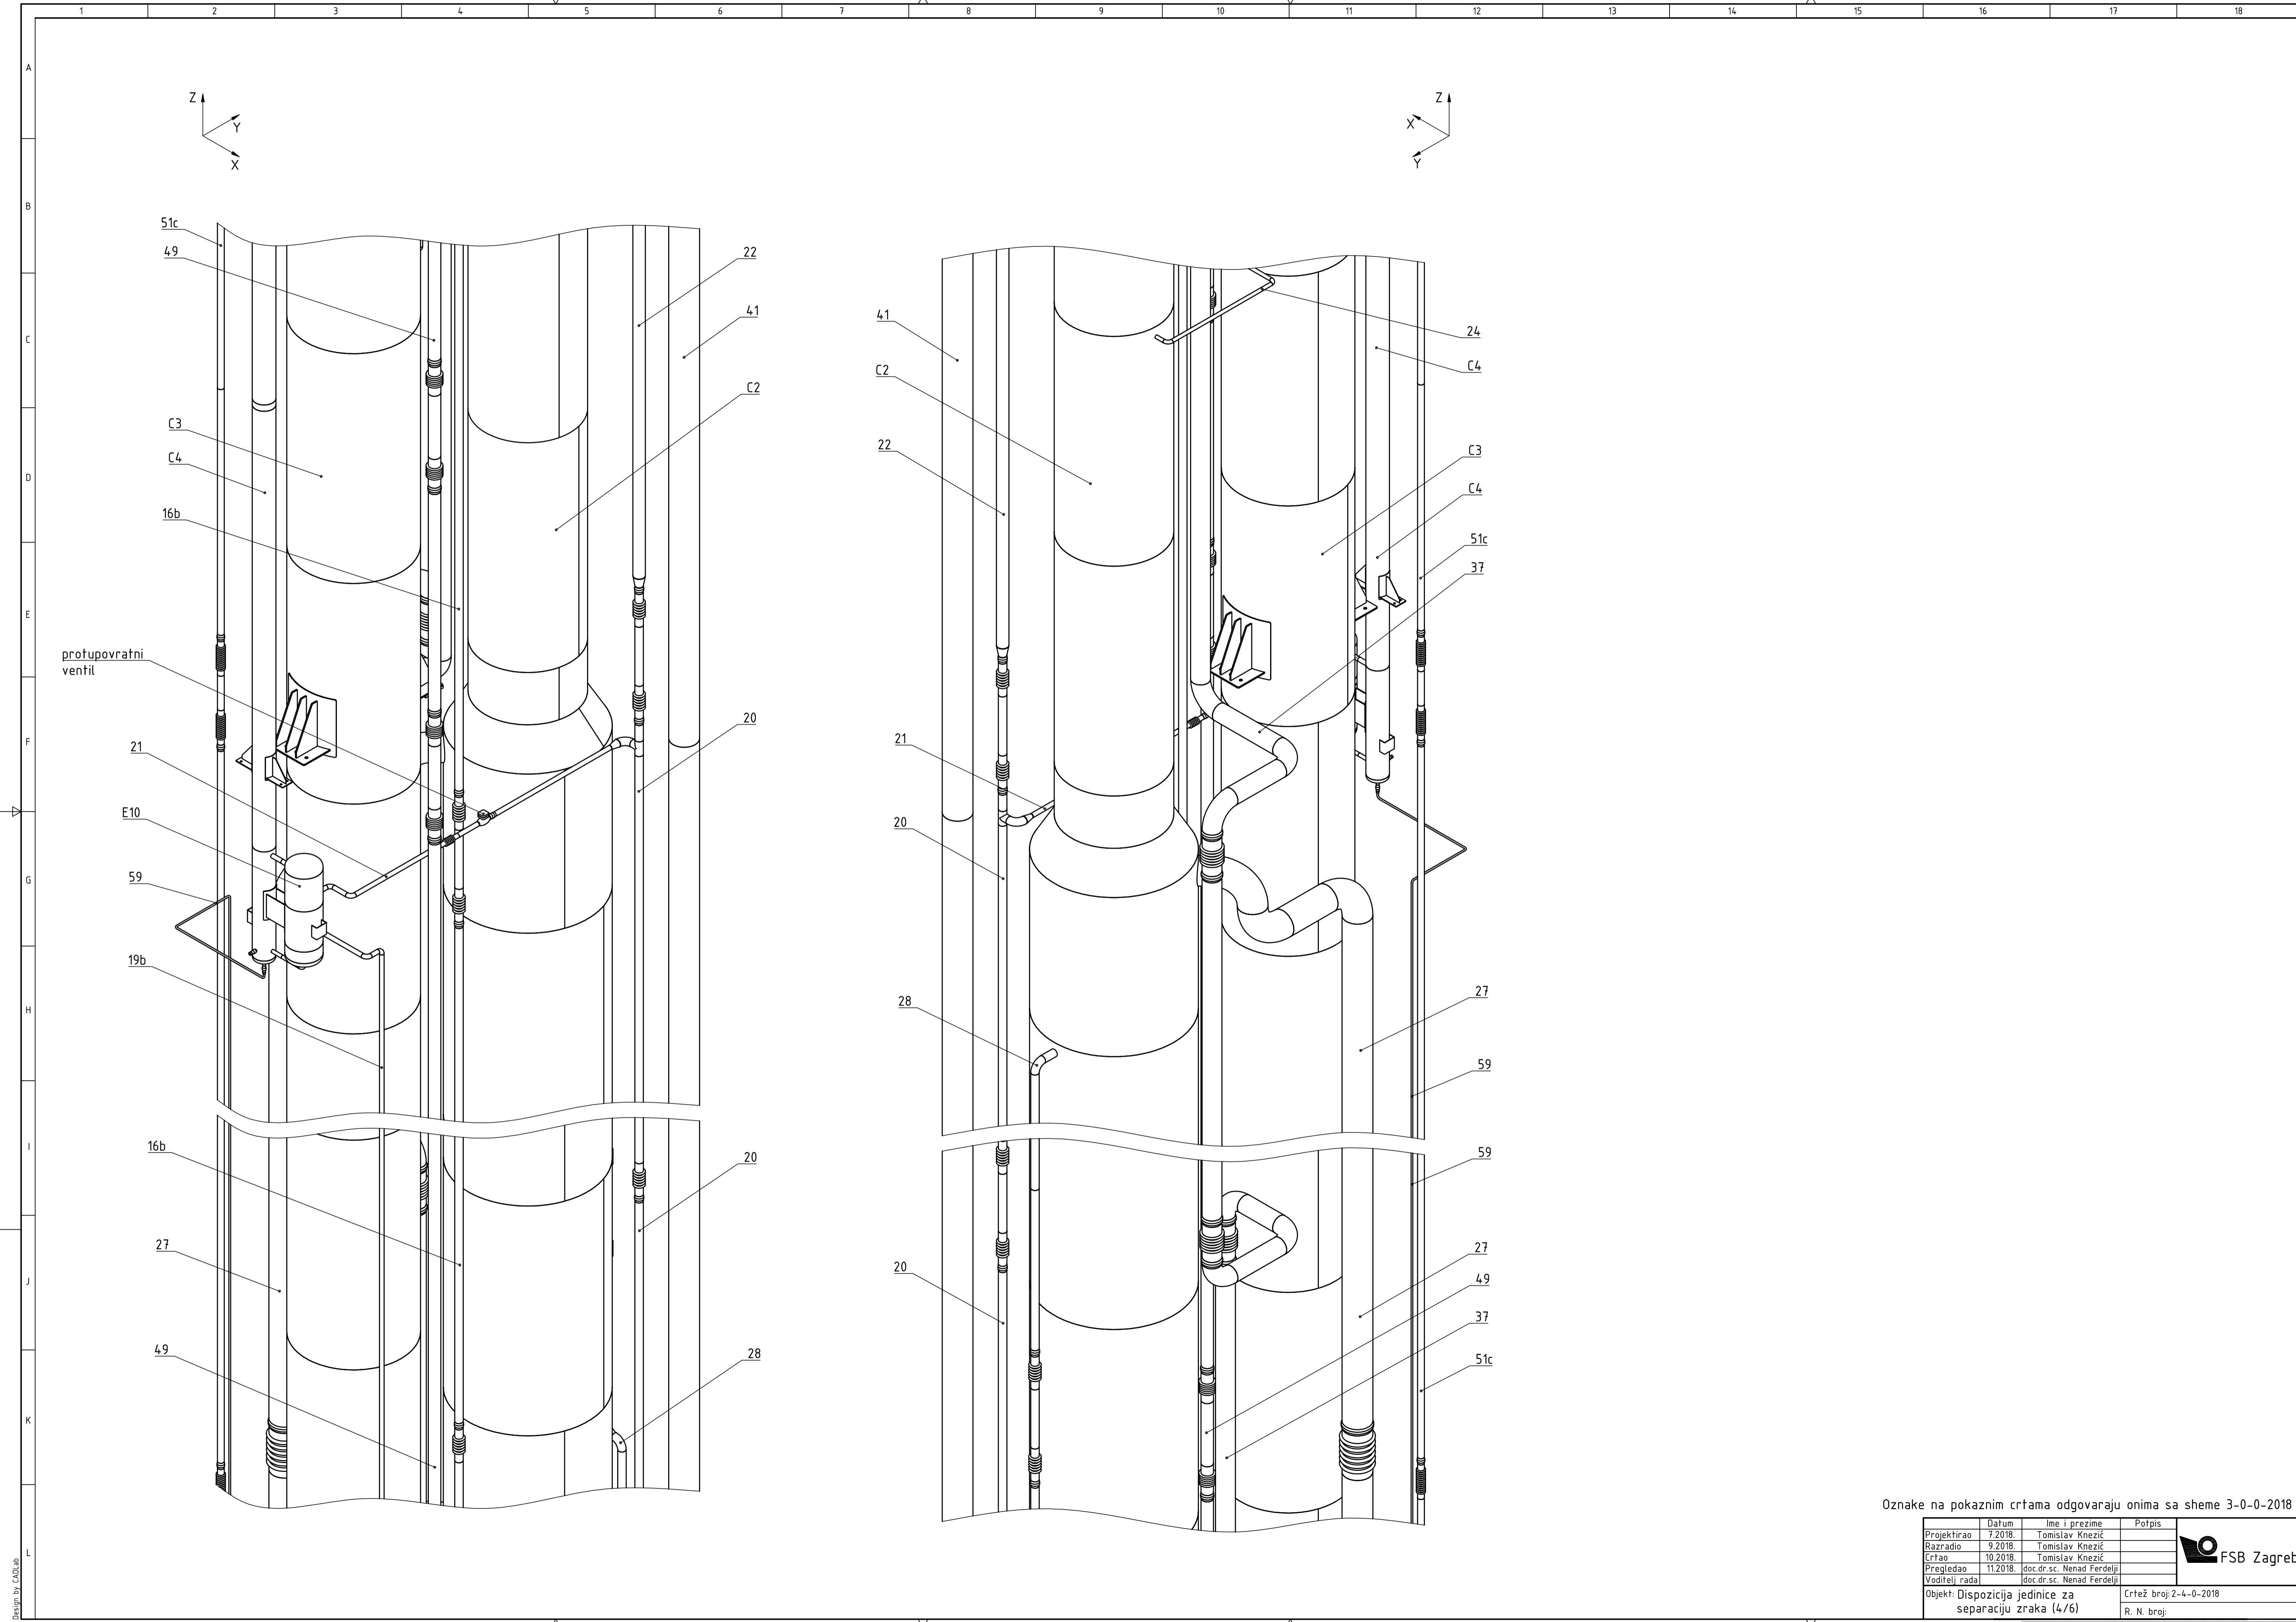 1 2 3 4 5 6 7 8 9 10 11 12 13 14 15 16 17 18
A
B
C
D
E
F
G
H
I
J
K
L
Z
Y
X
Z
X
Y
51c
49
C3
C4
16b
protupovratni
ventil
21
E10
59
19b
16b
27
49
22
41
C2
20
20
28
41
C2
22
21
20
28
20
24
C4
C3
C4
51c
37
27
59
59
27
49
37
51c
Oznake na pokaznim crtama odgovaraju onima sa sheme 3-0-0-2018
Datum Ime i prezime Potpis
Projektirao 7.2018. Tomislav Knezić
Razradio 9.2018. Tomislav Knezić
Crtao 10.2018. Tomislav Knezić
Pregledao 11.2018. doc.dr.sc. Nenad Ferdelji
Voditelj rada doc.dr.sc. Nenad Ferdelji
FSB Zagreb
Objekt: Dispozicija jedinice za
separaciju zraka (4/6)
Crtež broj: 2-4-0-2018
R. N. broj:
Design by CADLab